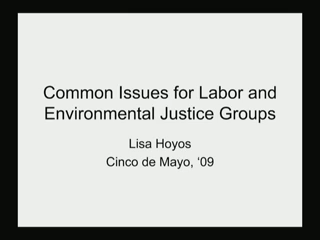 Common Issues for Labor and
Environmental Justice Groups
Lisa Hoyos
Cinco de Mayo, ‘09